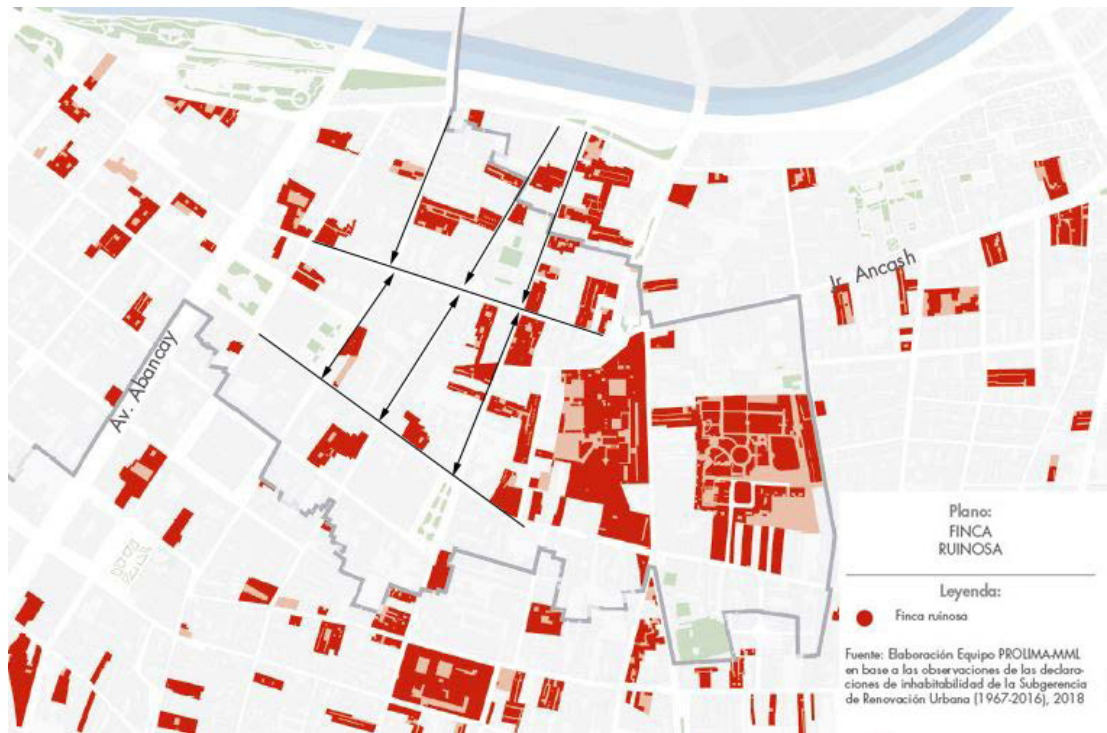 Jr. Ancash
Av. Abancay
Plano:
FINCA
RUINOSA
Leyenda:
Finca ruinosa
Fuente: Elaboración Equipo PROLIMA-MML
en base a las observaciones de las declara-
ciones de inhabitabilidad de la Subgerencia
de Renovación Urbana (1967-2016), 2018